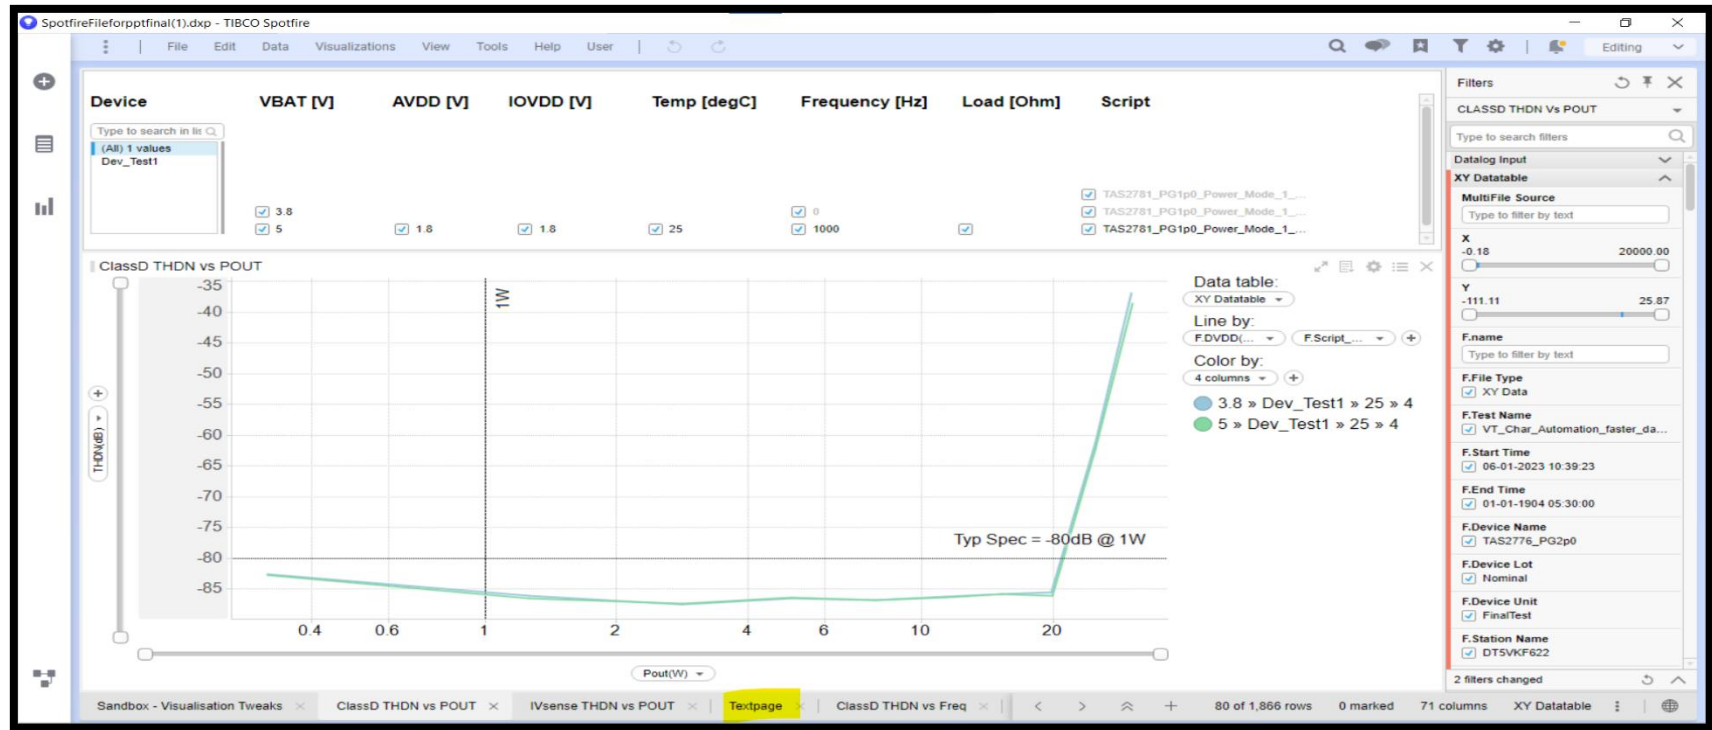 SpotfireFileforpptfinal(1).dxp - TIBCO Spotfire
File Edit Data Visualizations View Tools Help User Editing
Device VBAT [V] AVDD [V] IOVDD [V] Temp [degC] Frequency [Hz] Load [Ohm] Script
Type to search in lis
(All) 1 values
Dev_Test1
TAS2781_PG1p0_Power_Mode_1_...
3.8 0 TAS2781_PG1p0_Power_Mode_1_...
5 1.8 1.8 25 1000 TAS2781_PG1p0_Power_Mode_1_...
ClassD THDN vs POUT
-35
-40
-45
-50
-55
-60
-65
-70
-75
-80
-85
THDN(dB)
1W
Typ Spec = -80dB @ 1W
0.4 0.6 1 2 4 6 10 20
Pout(W)
Data table:
XY Datatable
Line by:
F.DVDD(... F.Script_...
Color by:
4 columns
3.8 » Dev_Test1 » 25 » 4
5 » Dev_Test1 » 25 » 4
Filters
CLASSD THDN Vs POUT
Type to search filters
Datalog Input
XY Datatable
MultiFile Source
Type to filter by text
X
-0.18 20000.00
Y
-111.11 25.87
F.name
Type to filter by text
F.File Type
XY Data
F.Test Name
VT_Char_Automation_faster_da...
F.Start Time
06-01-2023 10:39:23
F.End Time
01-01-1904 05:30:00
F.Device Name
TAS2776_PG2p0
F.Device Lot
Nominal
F.Device Unit
FinalTest
F.Station Name
DT5VKF622
2 filters changed
Sandbox - Visualisation Tweaks ClassD THDN vs POUT IVsense THDN vs POUT Textpage ClassD THDN vs Freq 80 of 1,866 rows 0 marked 71 columns XY Datatable